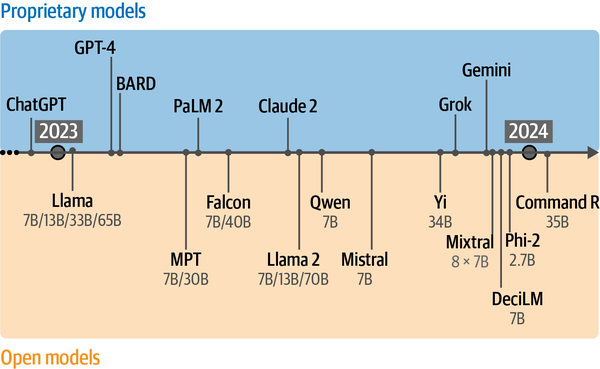 Proprietary models
GPT-4
BARD
Gemini
ChatGPT
PaLM 2
Claude 2
Grok
2023
2024
Llama
7B/13B/33B/65B
Falcon
7B/40B
Qwen
7B
Yi
34B
Command R
35B
MPT
7B/30B
Llama 2
7B/13B/70B
Mistral
7B
Mixtral
8 × 7B
Phi-2
2.7B
DeciLM
7B
Open models